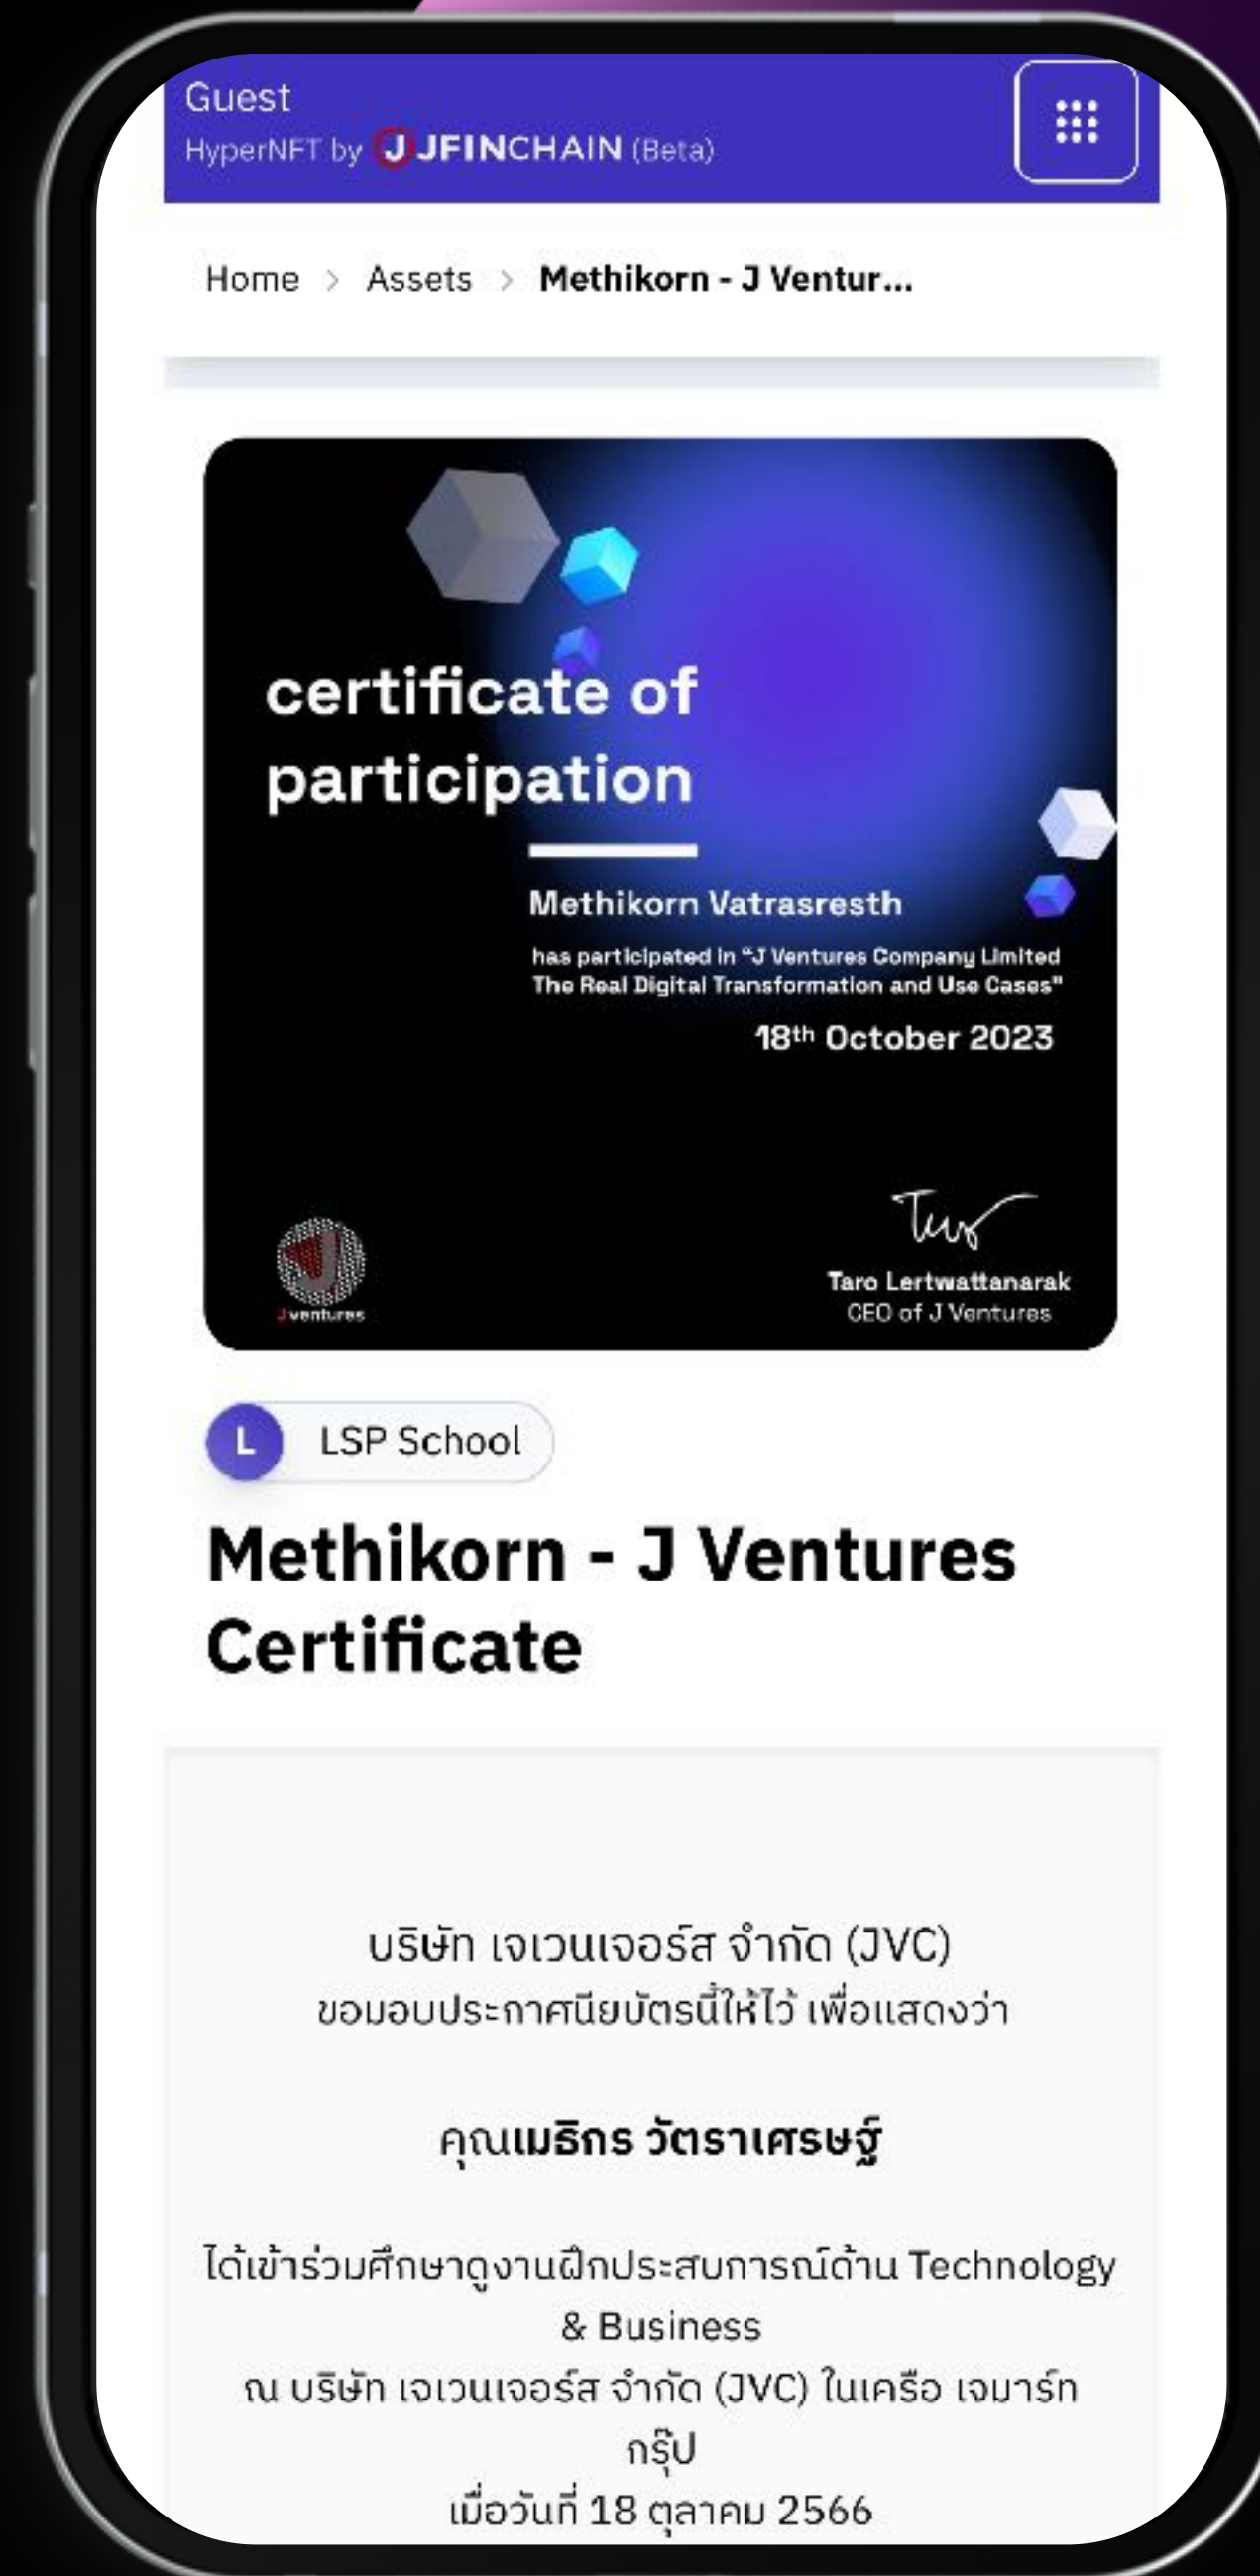 Guest
HyperNFT by JFINCHAIN (Beta)
Home > Assets > Methikorn - J Ventur...
certificate of
participation
Methikorn Vatrasresth
has participated in “J Ventures Company Limited
The Real Digital Transformation and Use Cases"
18th October 2023
Taro Lertwattanarak
CEO of J Ventures
J ventures
L LSP School
Methikorn - J Ventures
Certificate
บริษัท เจเวนเจอร์ส จำกัด (JVC)
ขอมอบประกาศนียบัตรนี้ให้ไว้ เพื่อแสดงว่า
คุณเมธิกร วัตราเศรษฐ์
ได้เข้าร่วมศึกษาดูงานฝึกประสบการณ์ด้าน Technology
& Business
ณ บริษัท เจเวนเจอร์ส จำกัด (JVC) ในเครือ เจมาร์ท
กรุ๊ป
เมื่อวันที่ 18 ตุลาคม 2566